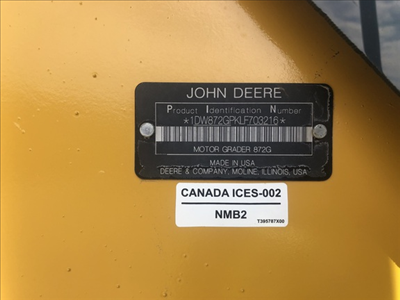 JOHN DEERE
Product Identification Number
*1DW872GPKLF703216*
MOTOR GRADER 872G
MADE IN USA
DEERE & COMPANY, MOLINE, ILLINOIS, USA
CANADA ICES-002
NMB2
T395787X00